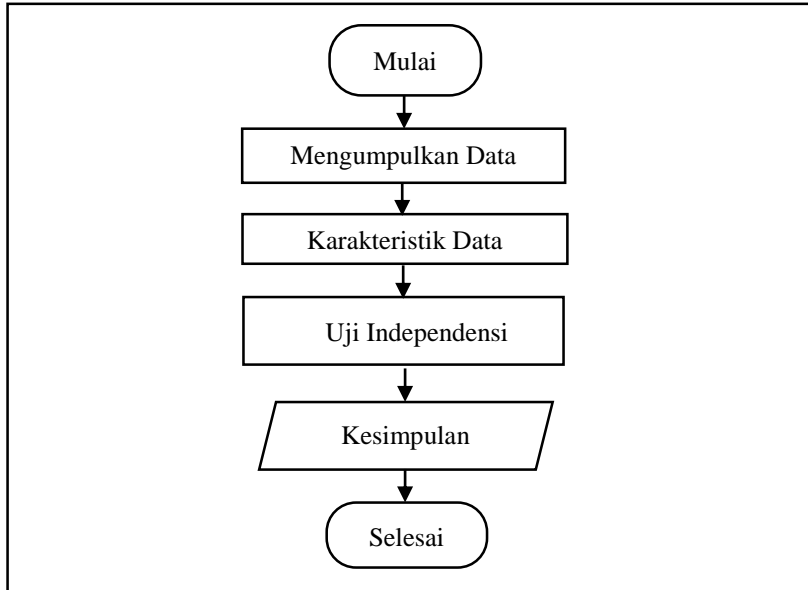 Mulai
Mengumpulkan Data
Karakteristik Data
Uji Independensi
Kesimpulan
Selesai